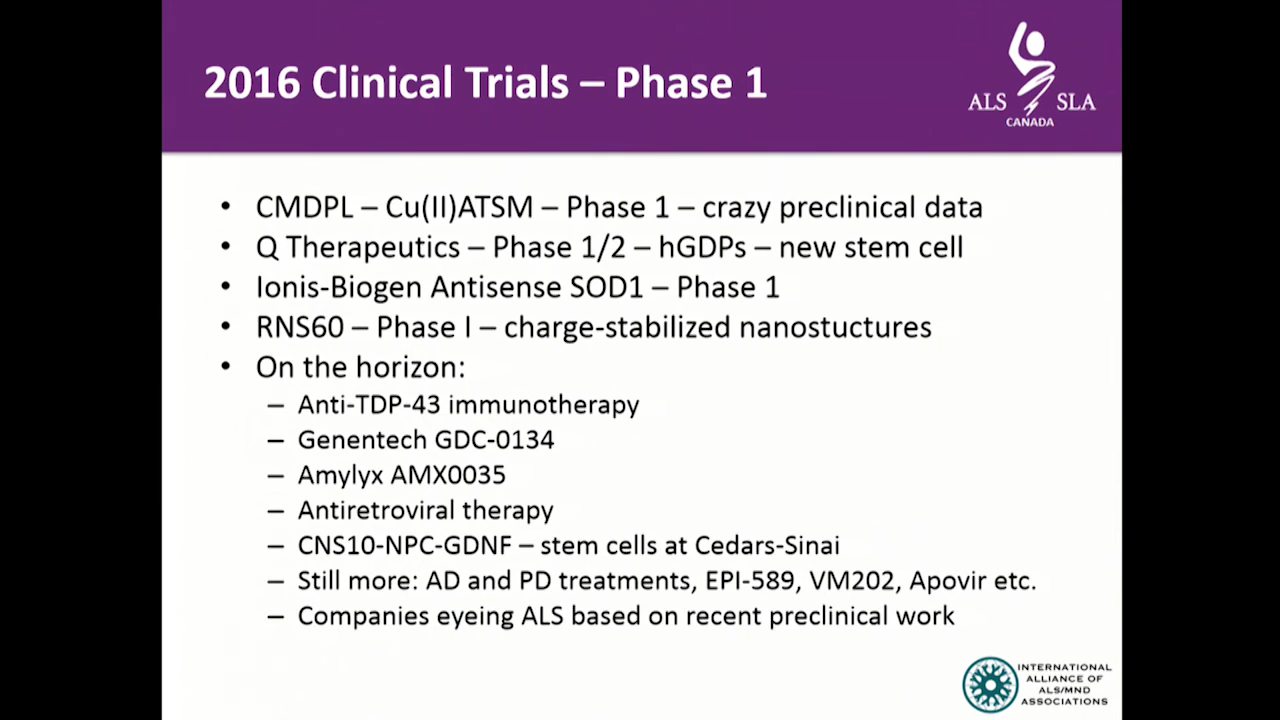 2016 Clinical Trials – Phase 1
ALS SLA
CANADA
• CMDPL – Cu(II)ATSM – Phase 1 – crazy preclinical data
• Q Therapeutics – Phase 1/2 – hGDPs – new stem cell
• Ionis-Biogen Antisense SOD1 – Phase 1
• RNS60 – Phase I – charge-stabilized nanostuctures
• On the horizon:
– Anti-TDP-43 immunotherapy
– Genentech GDC-0134
– Amylyx AMX0035
– Antiretroviral therapy
– CNS10-NPC-GDNF – stem cells at Cedars-Sinai
– Still more: AD and PD treatments, EPI-589, VM202, Apovir etc.
– Companies eyeing ALS based on recent preclinical work
INTERNATIONAL
ALLIANCE OF
ALS/MND
ASSOCIATIONS